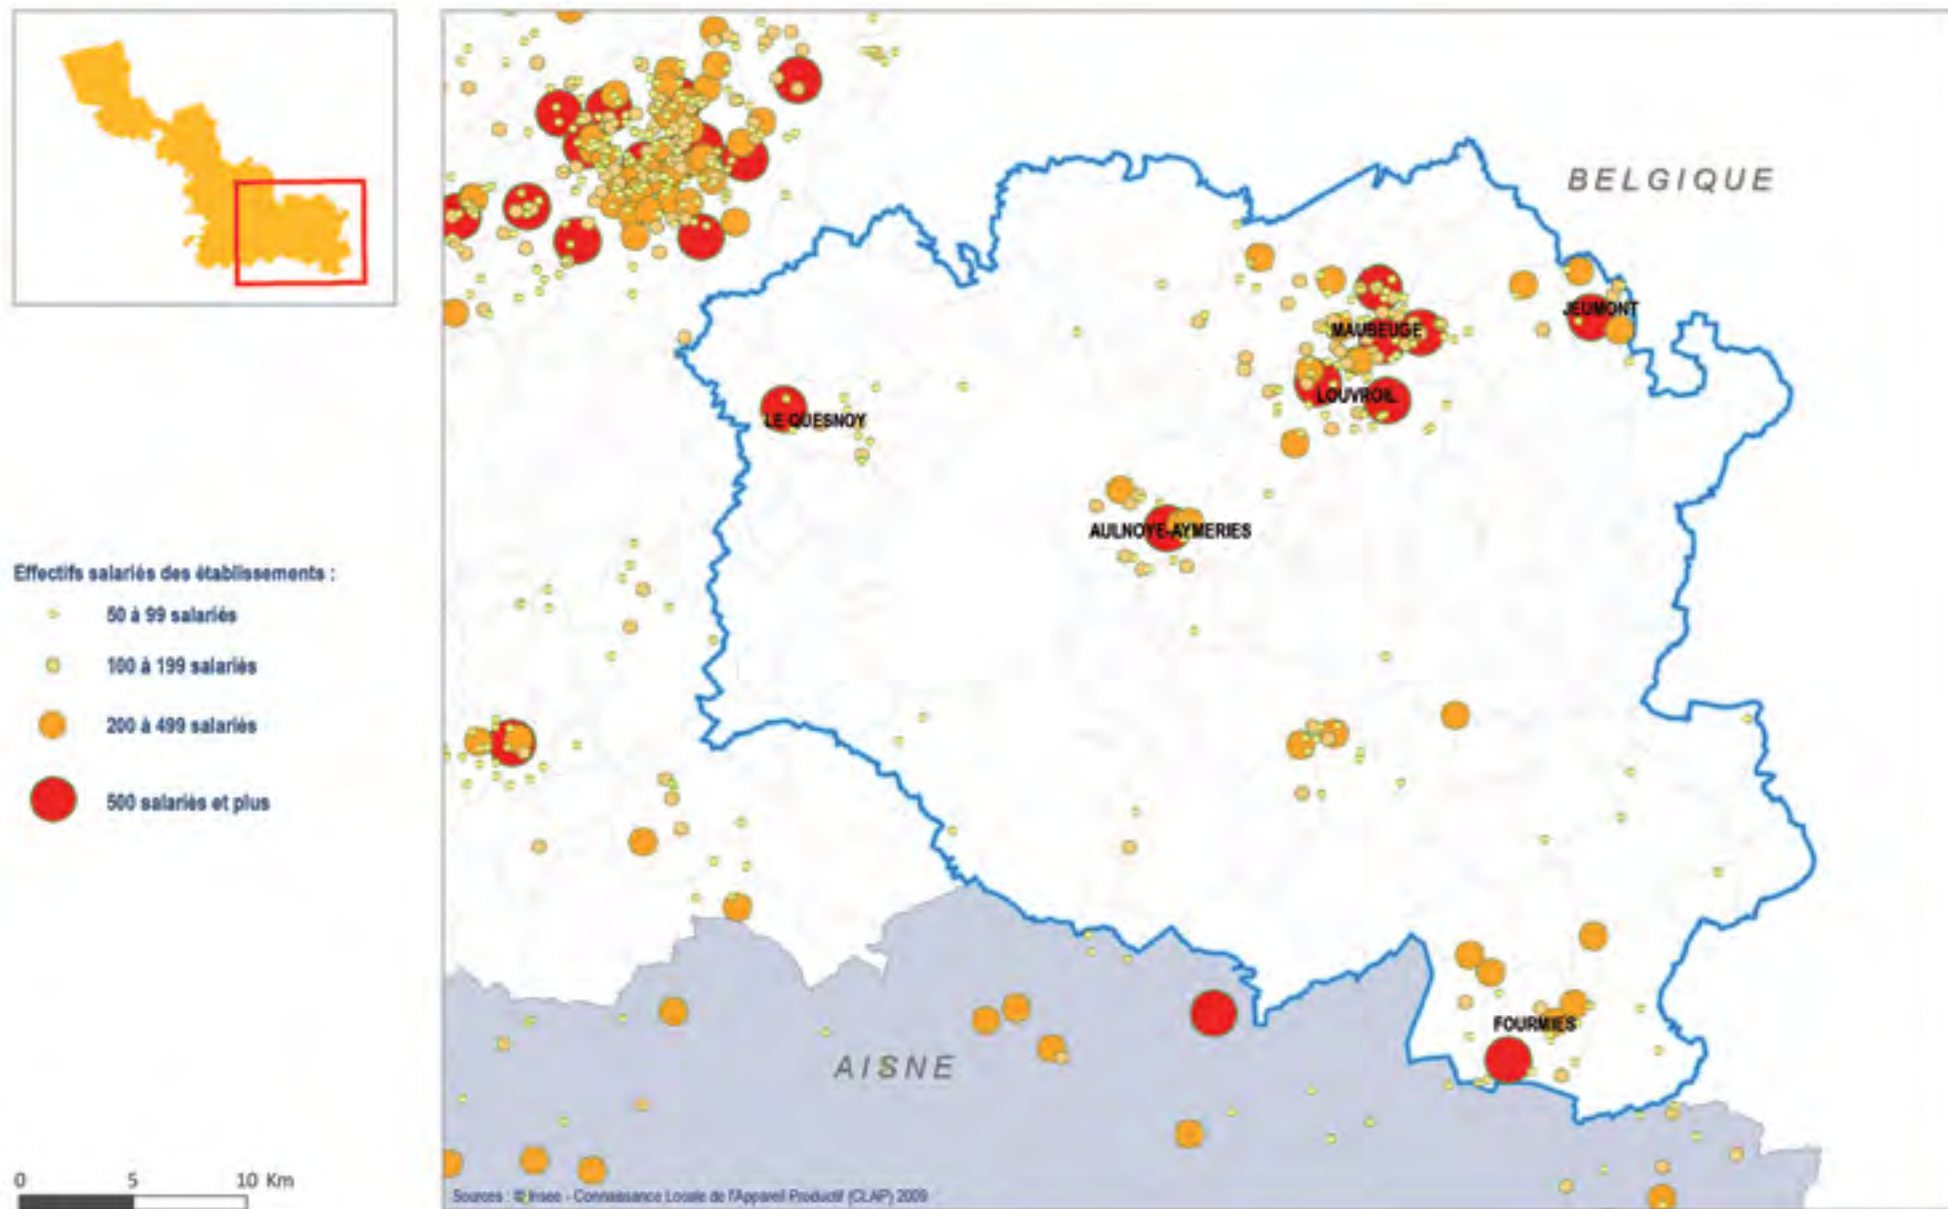 BELGIQUE
JEUMONT
MAUBEUGE
LOUVROIL
LE QUESNOY
AULNOYE-AYMERIES
Effectifs salariés des établissements :
50 à 99 salariés
100 à 199 salariés
200 à 499 salariés
500 salariés et plus
FOURMIES
AISNE
0 5 10 Km
Sources : © Insee - Connaissance Locale de l'Appareil Productif (CLAP) 2009